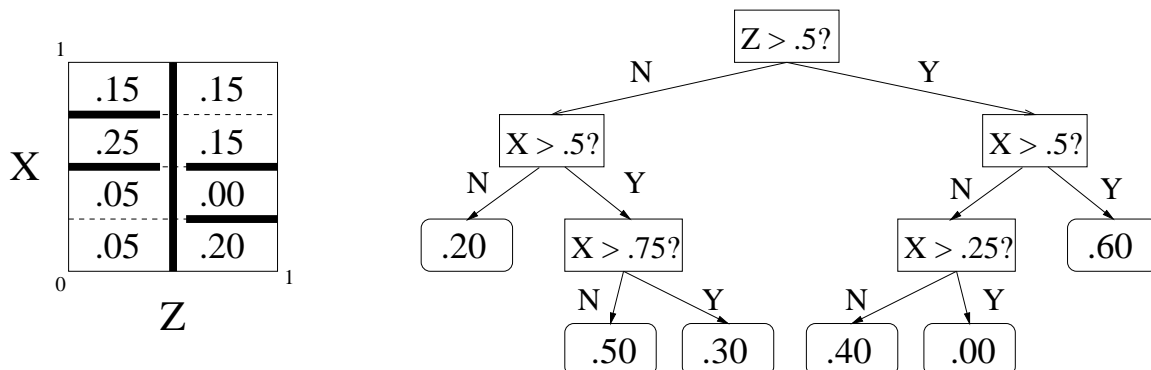 1
.15 .15
.25 .15
X
.05 .00
.05 .20
0 1
Z
Z > .5?
N Y
X > .5? X > .5?
N Y N Y
.20 X > .75? X > .25? .60
N Y N Y
.50 .30 .40 .00